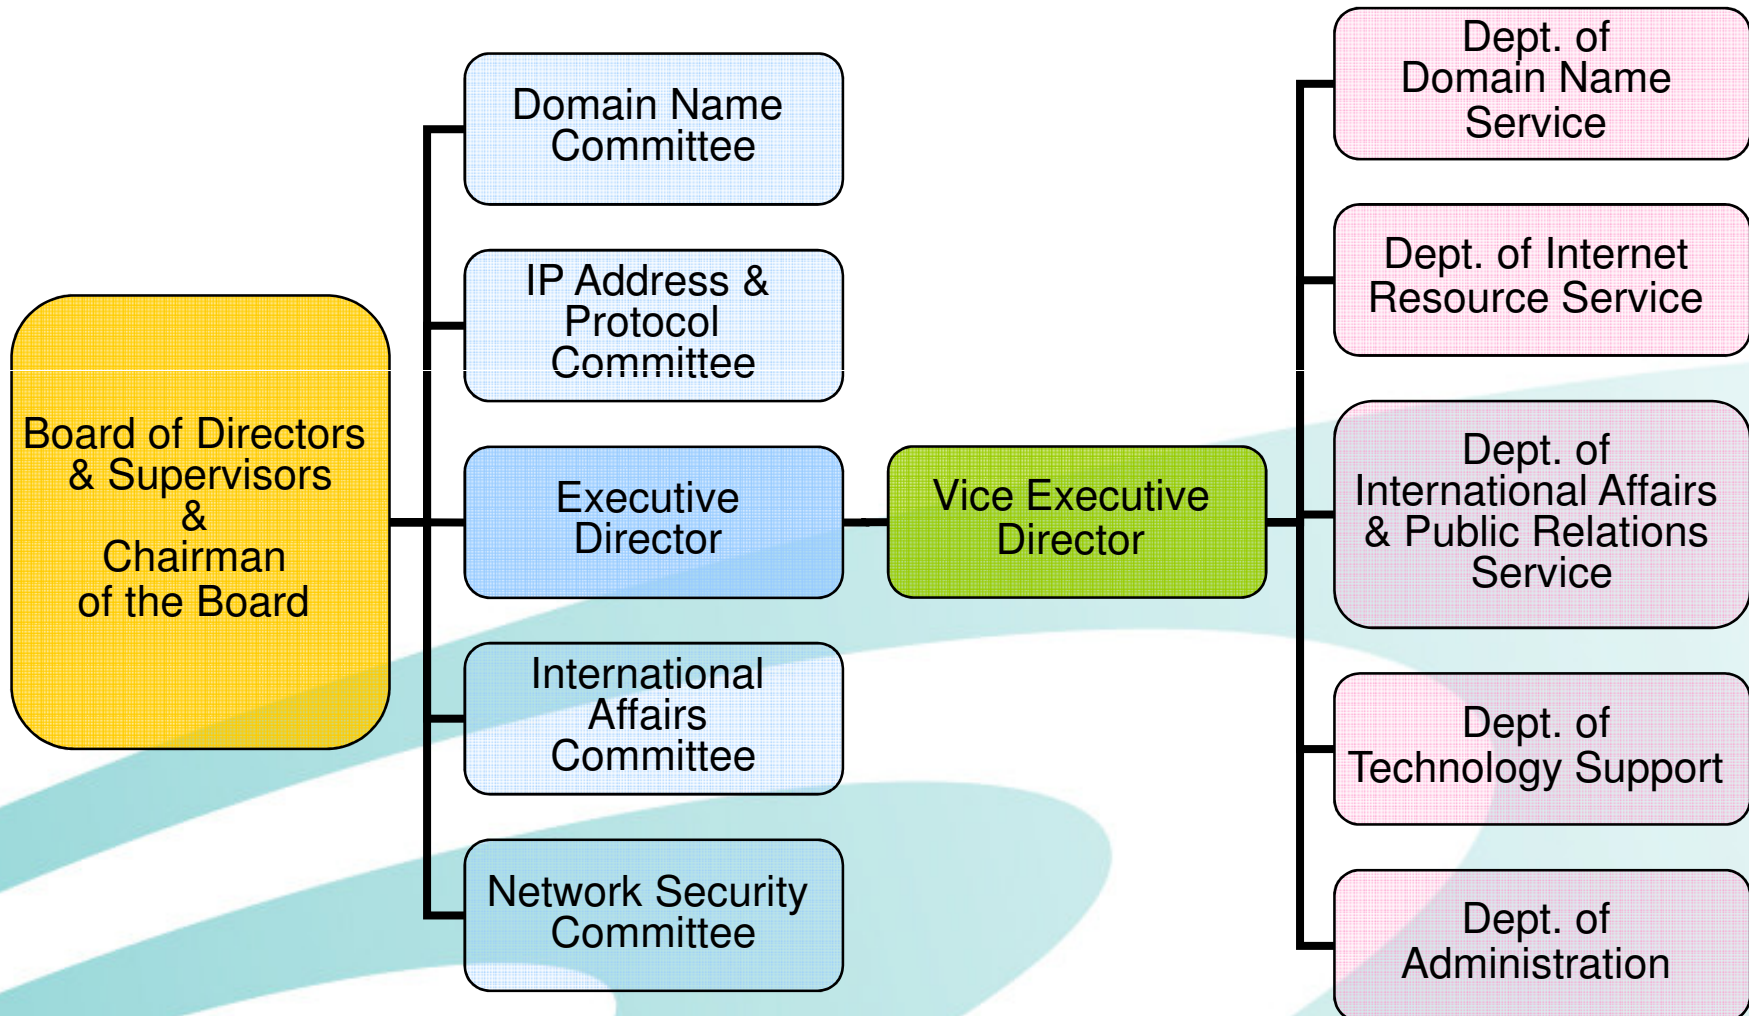 Board of Directors
& Supervisors
&
Chairman
of the Board
Domain Name
Committee
IP Address &
Protocol
Committee
Executive
Director
International
Affairs
Committee
Network Security
Committee
Vice Executive
Director
Dept. of
Domain Name
Service
Dept. of Internet
Resource Service
Dept. of
International Affairs
& Public Relations
Service
Dept. of
Technology Support
Dept. of
Administration